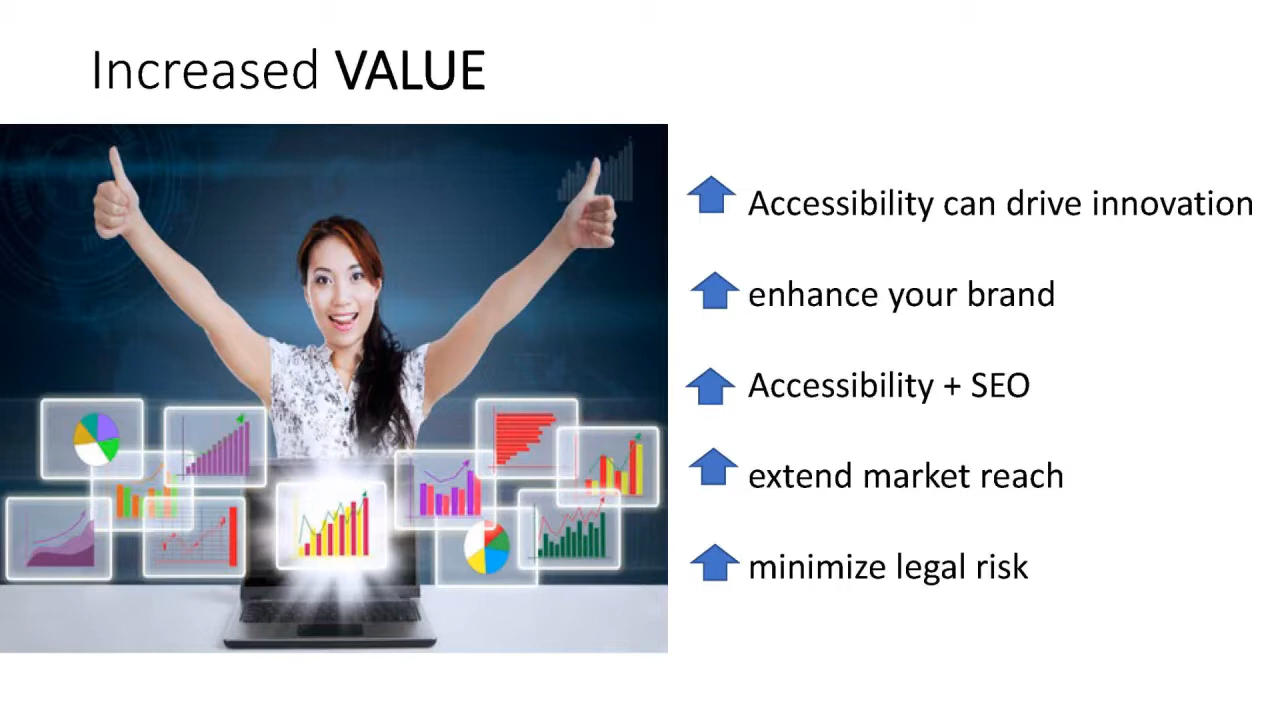 Increased VALUE
Accessibility can drive innovation
enhance your brand
Accessibility + SEO
extend market reach
minimize legal risk